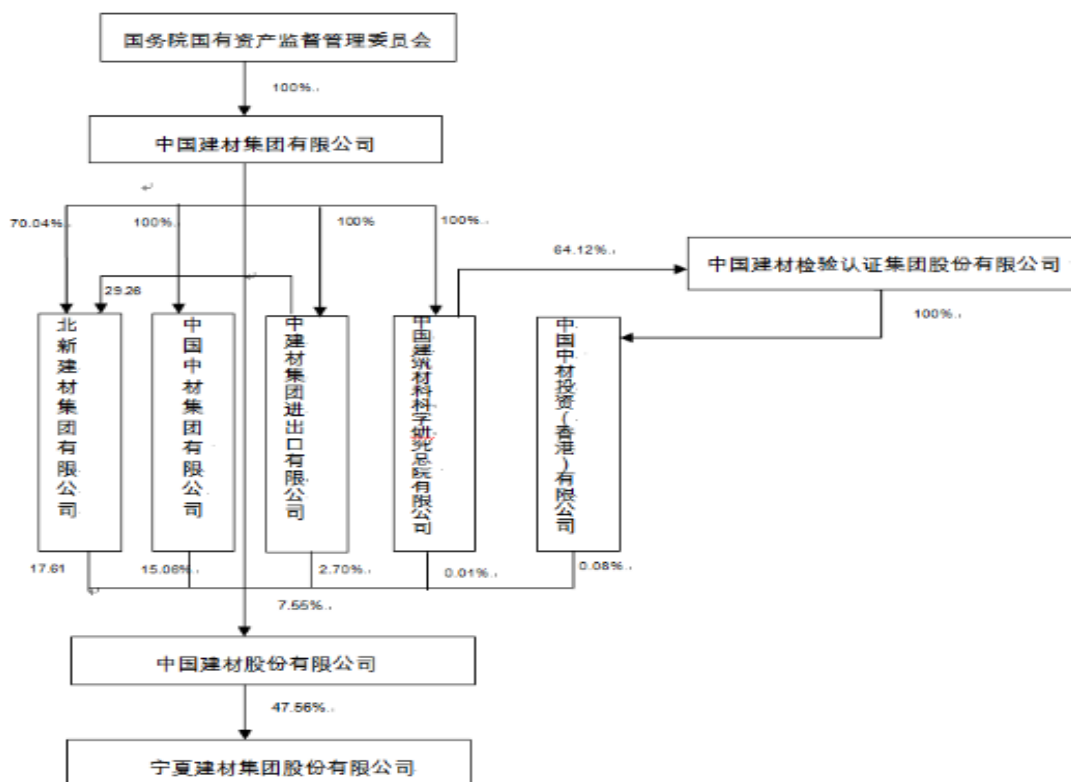 国务院国有资产监督管理委员会
100%
中国建材集团有限公司
70.04%
100%
100%
100%
64.12%
中国建材检验认证集团股份有限公司
29.26
100%
北新建材集团有限公司
中国中材集团有限公司
中建材集团进出口有限公司
中国建筑材料科学研究总院有限公司
中国中材投资(香港)有限公司
17.61
15.06%
2.70%
0.01%
0.08%
7.55%
中国建材股份有限公司
47.56%
宁夏建材集团股份有限公司